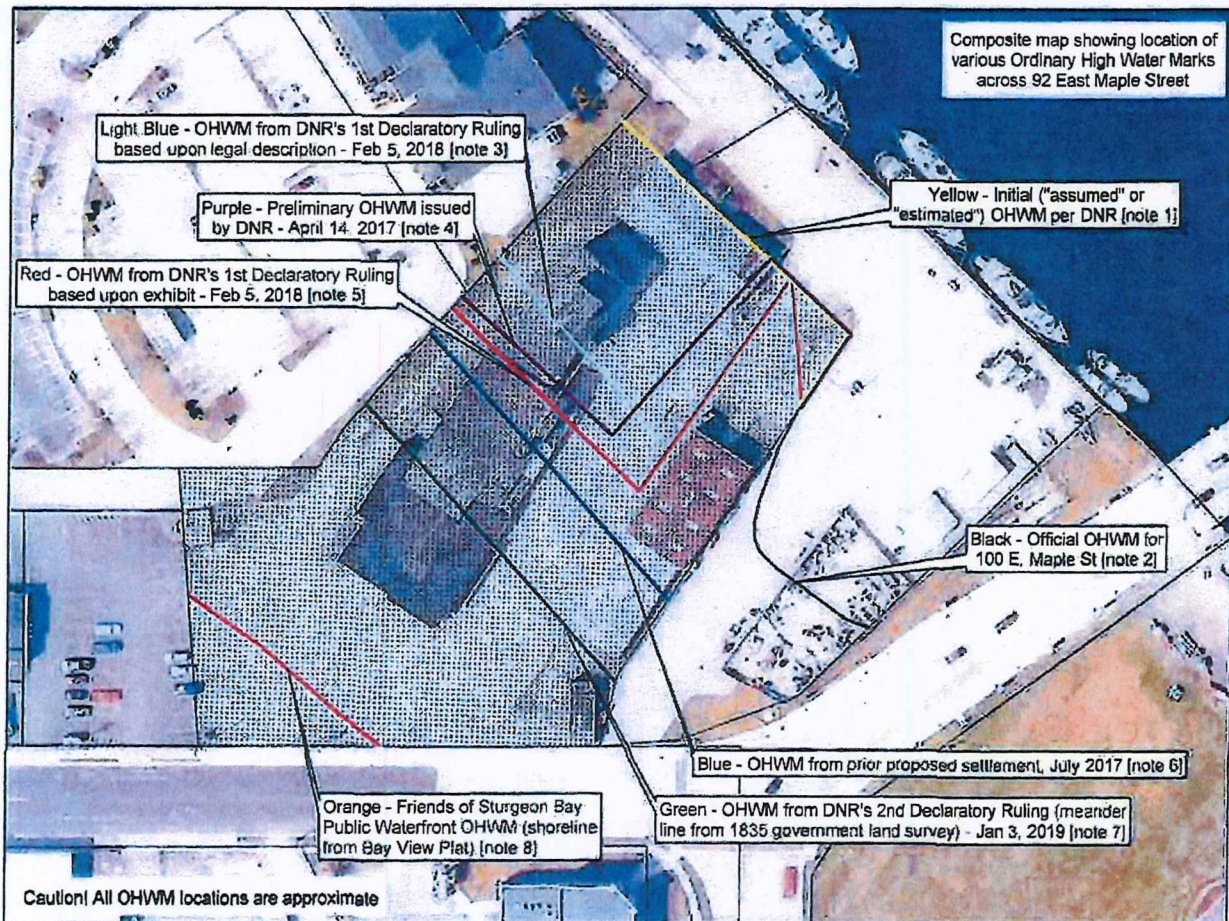 Composite map showing location of
various Ordinary High Water Marks
across 92 East Maple Street
Light Blue - OHWM from DNR's 1st Declaratory Ruling
based upon legal description - Feb 5, 2018 [note 3]
Purple - Preliminary OHWM issued
by DNR - April 14, 2017 [note 4]
Red - OHWM from DNR's 1st Declaratory Ruling
based upon exhibit - Feb 5, 2018 [note 5]
Yellow - Initial ("assumed" or
"estimated") OHWM per DNR [note 1]
Black - Official OHWM for
100 E, Maple St [note 2]
Blue - OHWM from prior proposed settlement, July 2017 [note 6]
Orange - Friends of Sturgeon Bay
Public Waterfront OHWM (shoreline
from Bay View Plat) [note 8]
Green - OHWM from DNR's 2nd Declaratory Ruling (meander
line from 1835 government land survey) - Jan 3, 2019 [note 7]
Caution! All OHWM locations are approximate